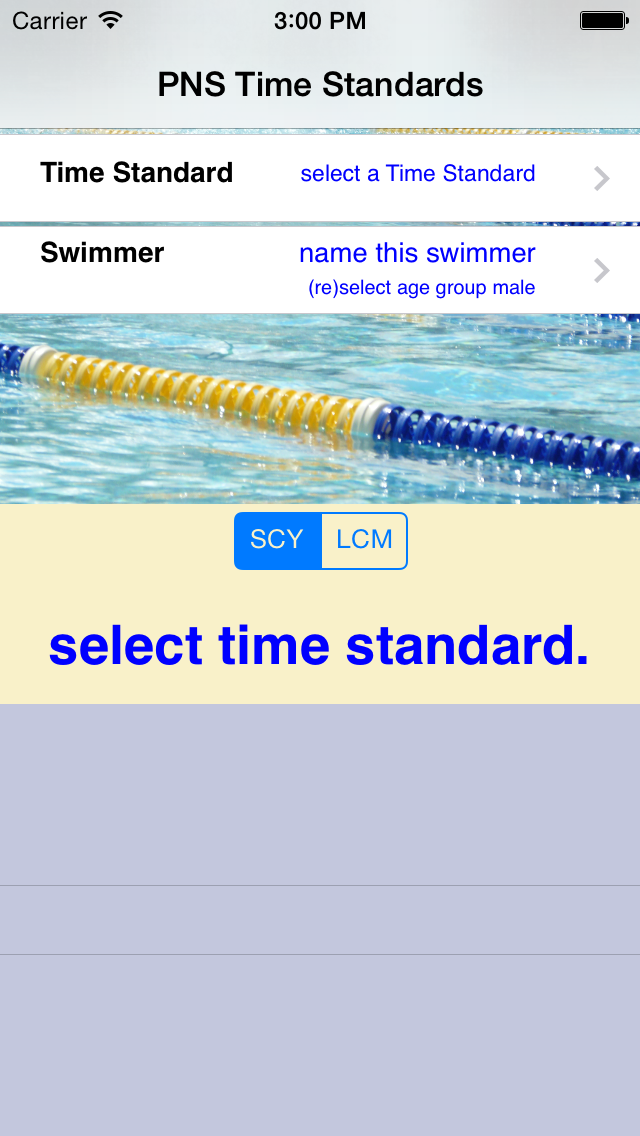 Carrier 3:00 PM
PNS Time Standards
Time Standard select a Time Standard
Swimmer name this swimmer
(re)select age group male
SCY LCM
select time standard.